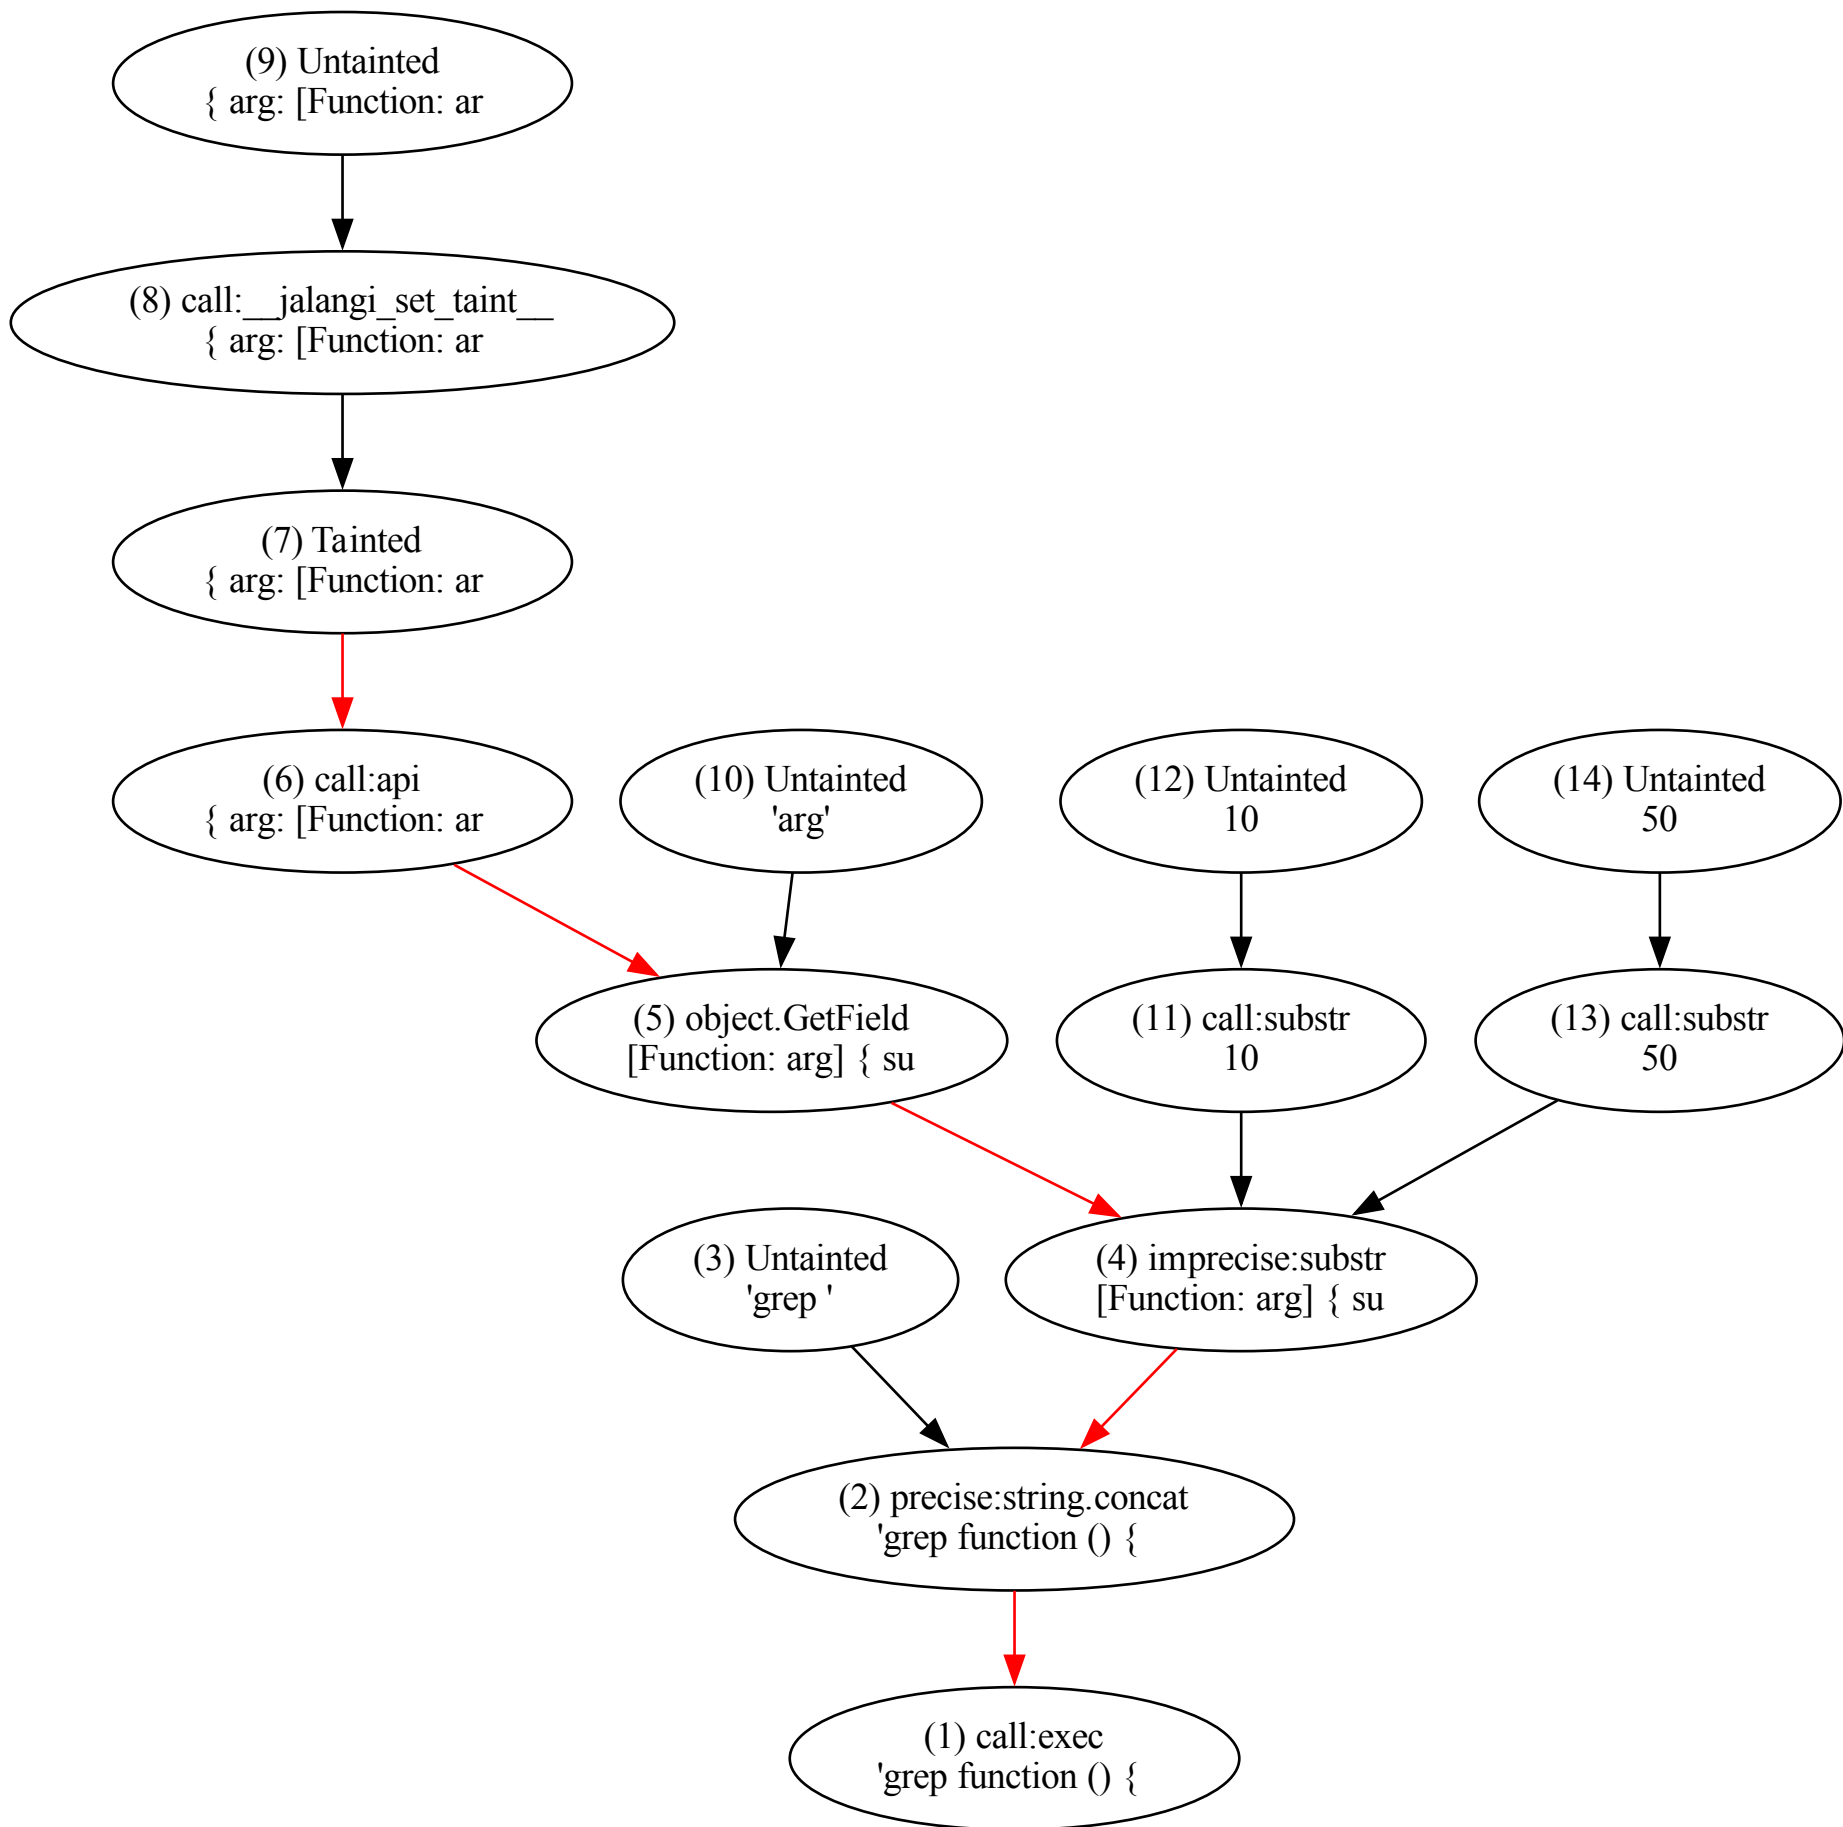 (9) Untainted
{ arg: [Function: ar
(8) call:__jalangi_set_taint__
{ arg: [Function: ar
(7) Tainted
{ arg: [Function: ar
(6) call:api
{ arg: [Function: ar
(10) Untainted
'arg'
(12) Untainted
10
(14) Untainted
50
(5) object.GetField
[Function: arg] { su
(11) call:substr
10
(13) call:substr
50
(3) Untainted
'grep '
(4) imprecise:substr
[Function: arg] { su
(2) precise:string.concat
'grep function () {
(1) call:exec
'grep function () {